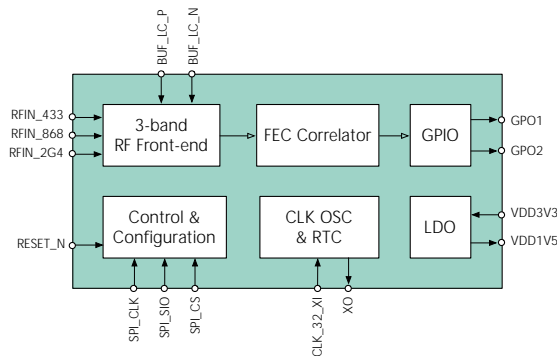 BUF_LC_P
BUF_LC_N
RFIN_433
RFIN_868
RFIN_2G4
3-band
RF Front-end
FEC Correlator
GPIO
GPO1
GPO2
RESET_N
Control &
Configuration
CLK OSC
& RTC
LDO
VDD3V3
VDD1V5
SPI_CLK
SPI_SIO
SPI_CS
CLK_32_XI
XO